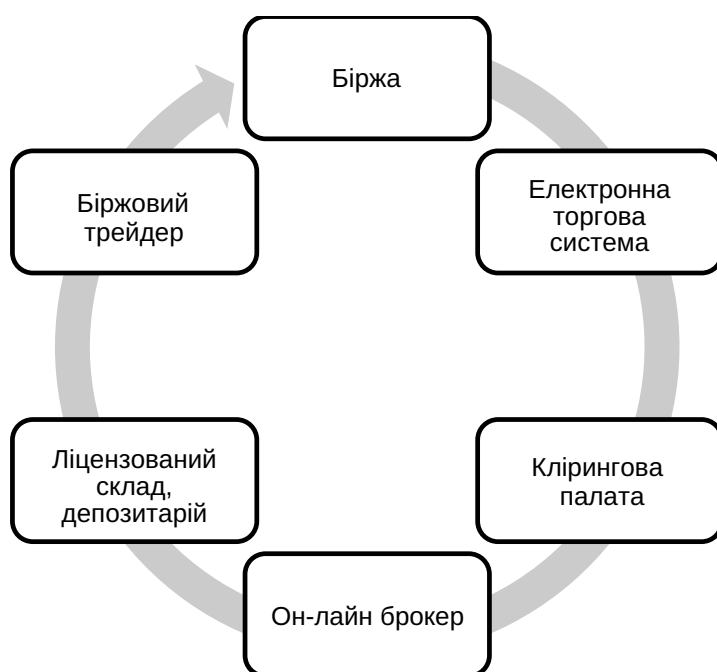 Біржа
Електронна
торгова
система
Клірингова
палата
Он-лайн брокер
Ліцензований
склад,
депозитарій
Біржовий
трейдер